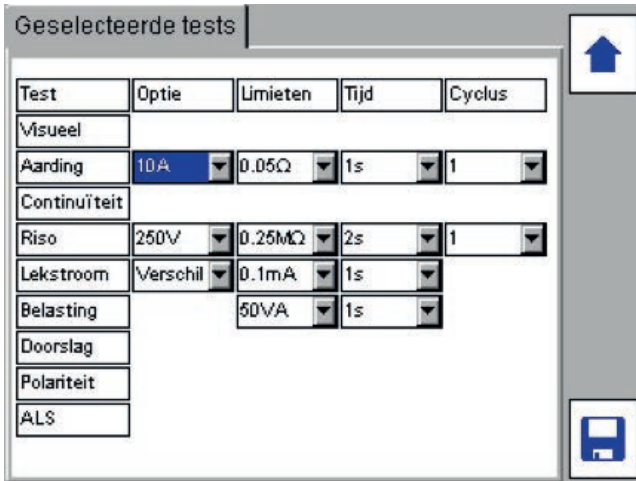 Geselecteerde tests
Test Optie Limieten Tijd Cyclus
Visueel
Aarding 10A 0.05Ω 1s 1
Continuïteit
Riso 250V 0.25MΩ 2s 1
Lekstroom Verschil 0.1mA 1s
Belasting 50VA 1s
Doorslag
Polariteit
ALS